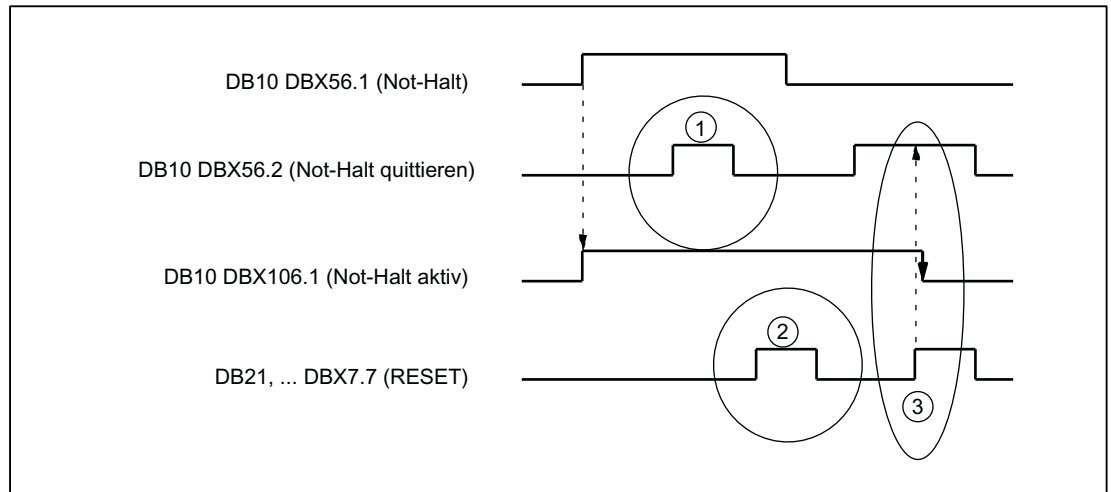 DB10 DBX56.1 (Not-Halt)
1
DB10 DBX56.2 (Not-Halt quittieren)
DB10 DBX106.1 (Not-Halt aktiv)
2
DB21, ... DBX7.7 (RESET)
3